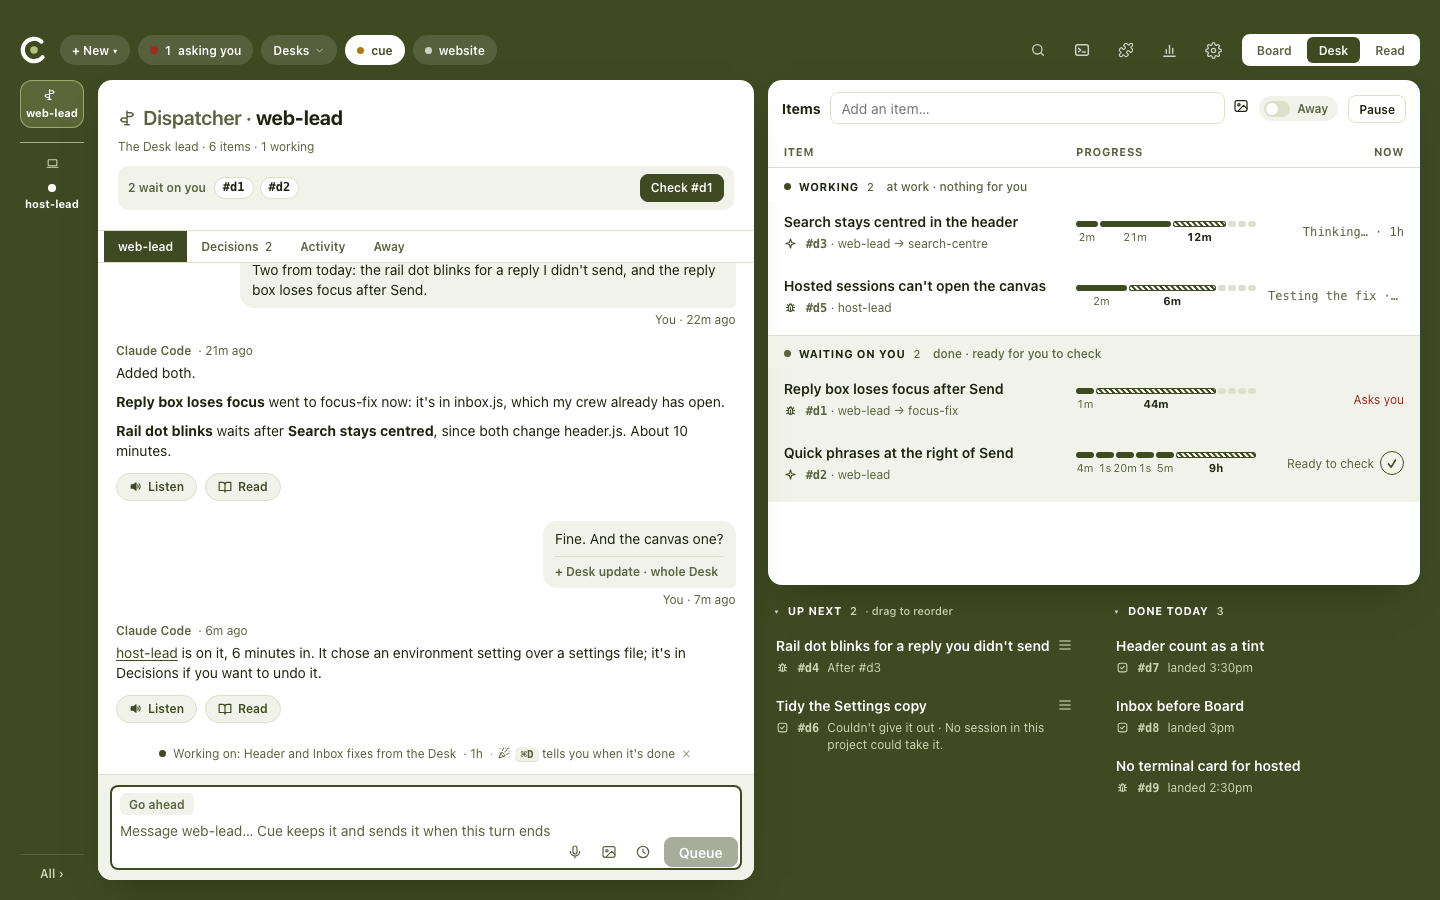 + New ▾
1 asking you
Desks
cue
website
Board
Desk
Read
web-lead
host-lead
All ›
Dispatcher · web-lead
The Desk lead · 6 items · 1 working
2 wait on you #d1 #d2
Check #d1
web-lead
Decisions 2
Activity
Away
Two from today: the rail dot blinks for a reply I didn't send, and the reply
box loses focus after Send.
You · 22m ago
Claude Code · 21m ago
Added both.
Reply box loses focus went to focus-fix now: it's in inbox.js, which my crew already has open.
Rail dot blinks waits after Search stays centred, since both change header.js. About 10
minutes.
Listen
Read
Fine. And the canvas one?
+ Desk update · whole Desk
You · 7m ago
Claude Code · 6m ago
host-lead is on it, 6 minutes in. It chose an environment setting over a settings file; it's in
Decisions if you want to undo it.
Listen
Read
Working on: Header and Inbox fixes from the Desk · 1h · ⌘D tells you when it's done ×
Go ahead
Message web-lead... Cue keeps it and sends it when this turn ends
Queue
Items
Add an item...
Away
Pause
ITEM
PROGRESS
NOW
WORKING 2 at work · nothing for you
Search stays centred in the header
#d3 · web-lead → search-centre
2m 21m 12m
Thinking… · 1h
Hosted sessions can't open the canvas
#d5 · host-lead
2m 6m
Testing the fix ·…
WAITING ON YOU 2 done · ready for you to check
Reply box loses focus after Send
#d1 · web-lead → focus-fix
1m 44m
Asks you
Quick phrases at the right of Send
#d2 · web-lead
4m 1s 20m 1s 5m 9h
Ready to check
UP NEXT 2 · drag to reorder
Rail dot blinks for a reply you didn't send
#d4 After #d3
Tidy the Settings copy
#d6 Couldn't give it out · No session in this
project could take it.
DONE TODAY 3
Header count as a tint
#d7 landed 3:30pm
Inbox before Board
#d8 landed 3pm
No terminal card for hosted
#d9 landed 2:30pm